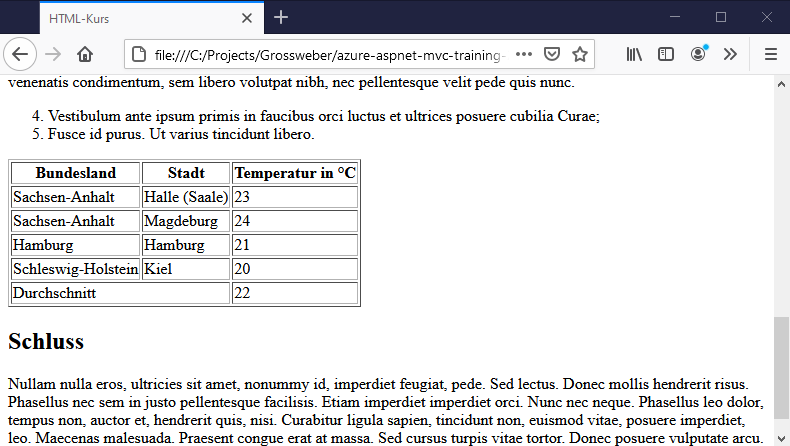 HTML-Kurs
file:///C:/Projects/Grossweber/azure-aspnet-mvc-training-
venenatis condimentum, sem libero volutpat nibh, nec pellentesque velit pede quis nunc.
4. Vestibulum ante ipsum primis in faucibus orci luctus et ultrices posuere cubilia Curae;
5. Fusce id purus. Ut varius tincidunt libero.
Bundesland Stadt Temperatur in °C
Sachsen-Anhalt Halle (Saale) 23
Sachsen-Anhalt Magdeburg 24
Hamburg Hamburg 21
Schleswig-Holstein Kiel 20
Durchschnitt 22
Schluss
Nullam nulla eros, ultricies sit amet, nonummy id, imperdiet feugiat, pede. Sed lectus. Donec mollis hendrerit risus.
Phasellus nec sem in justo pellentesque facilisis. Etiam imperdiet imperdiet orci. Nunc nec neque. Phasellus leo dolor,
tempus non, auctor et, hendrerit quis, nisi. Curabitur ligula sapien, tincidunt non, euismod vitae, posuere imperdiet,
leo. Maecenas malesuada. Praesent congue erat at massa. Sed cursus turpis vitae tortor. Donec posuere vulputate arcu.